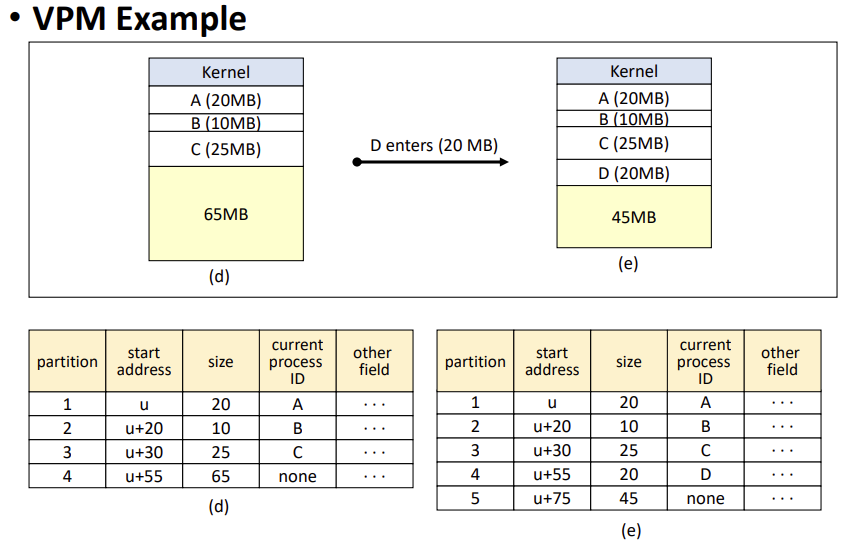 • VPM Example
Kernel
A (20MB)
B (10MB)
C (25MB)
65MB
(d)
D enters (20 MB)
Kernel
A (20MB)
B (10MB)
C (25MB)
D (20MB)
45MB
(e)
partition start address size current process ID other field
1 u 20 A ···
2 u+20 10 B ···
3 u+30 25 C ···
4 u+55 65 none ···
(d)
partition start address size current process ID other field
1 u 20 A ···
2 u+20 10 B ···
3 u+30 25 C ···
4 u+55 20 D ···
5 u+75 45 none ···
(e)